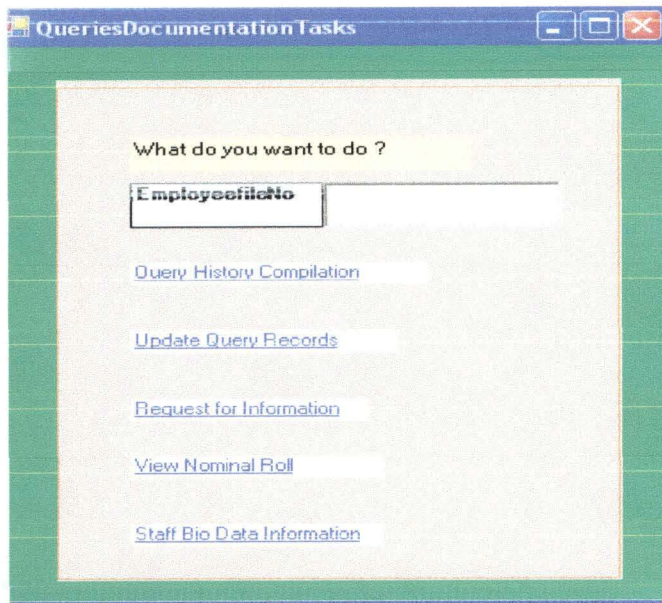 QueriesDocumentationTasks
What do you want to do ?
EmployeefileNo
Query History Compilation
Update Query Records
Request for Information
View Nominal Roll
Staff Bio Data Information